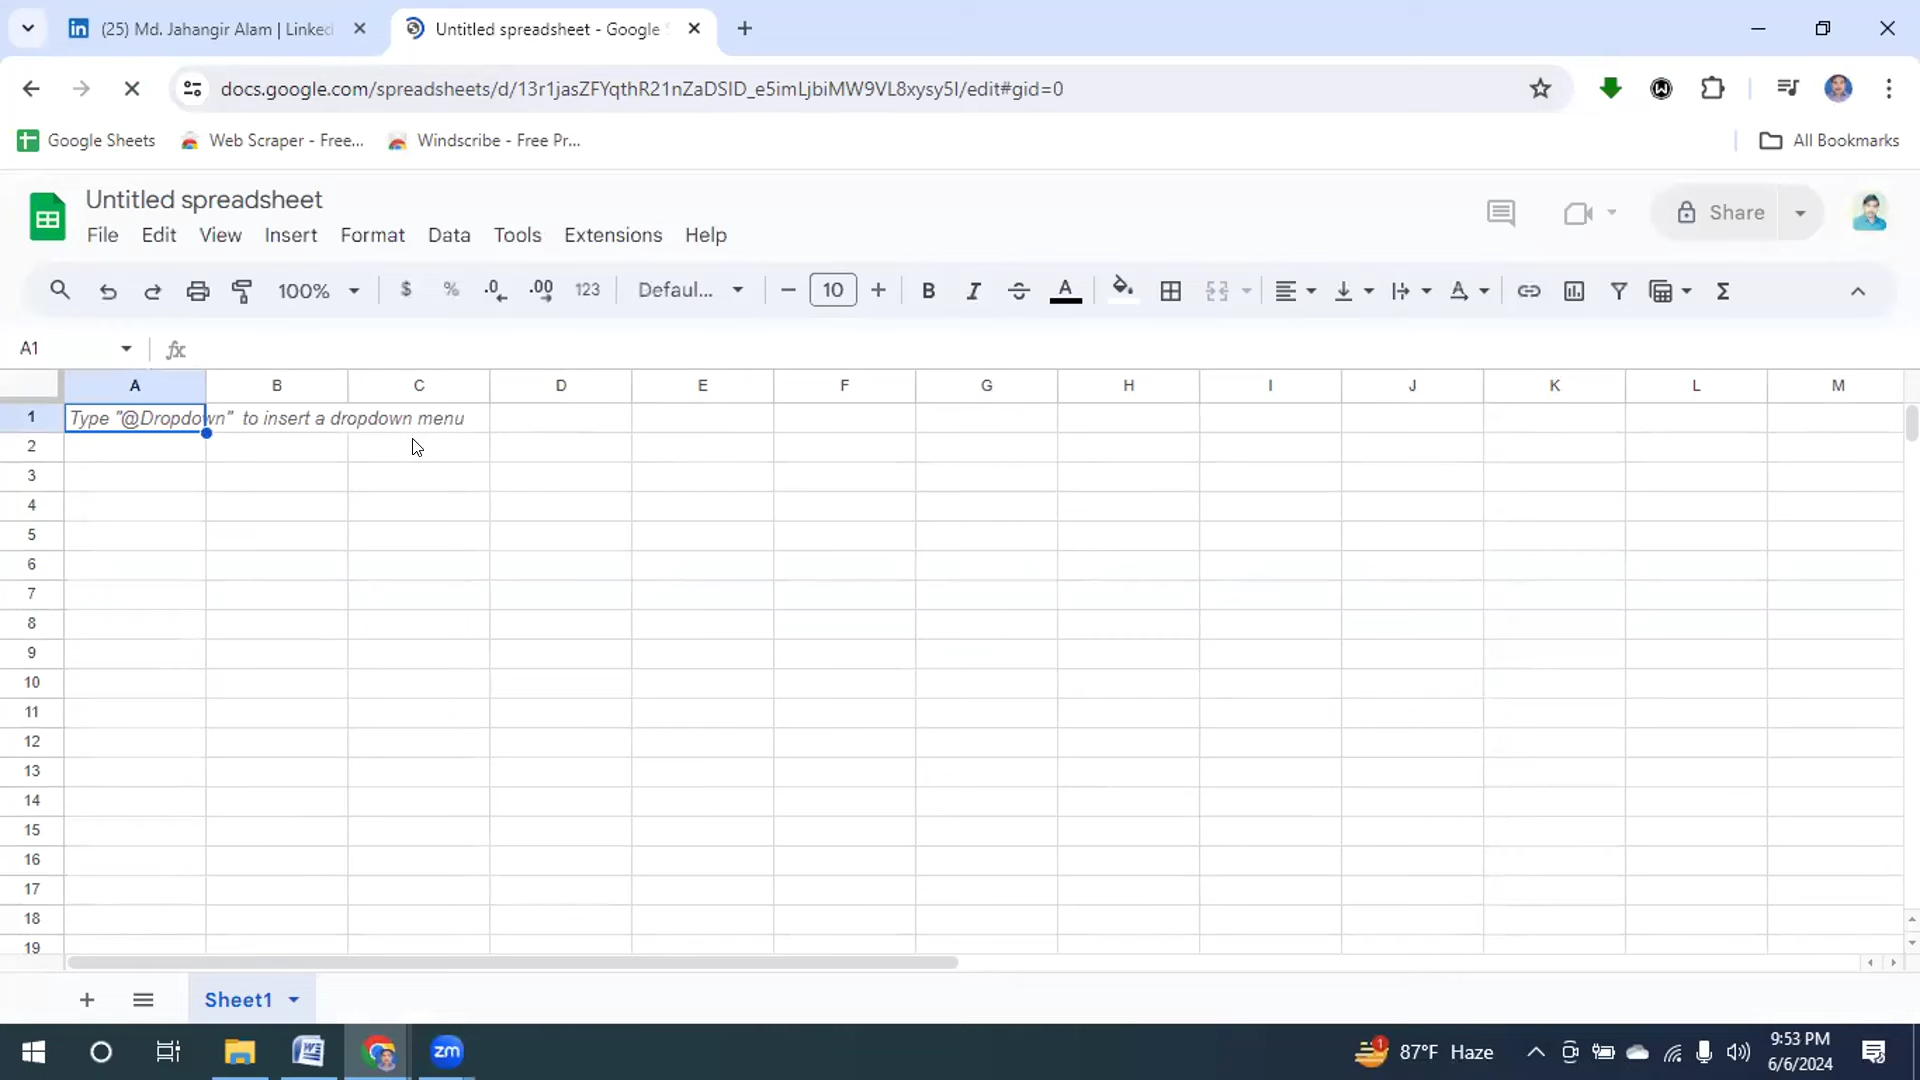 (25) Md. Jahangir Alam | Linked
Untitled spreadsheet - Google S
docs.google.com/spreadsheets/d/13r1jasZFYqthR21nZaDSID_e5imLjbiMW9VL8xysy5I/edit#gid=0
Google Sheets
Web Scraper - Free...
Windscribe - Free Pr...
All Bookmarks
Untitled spreadsheet
File Edit View Insert Format Data Tools Extensions Help
Share
100% $ % .0 .00 123 Defaul... 10 B I A Σ
A1 fx
A B C D E F G H I J K L M
1 Type "@Dropdown" to insert a dropdown menu
2
3
4
5
6
7
8
9
10
11
12
13
14
15
16
17
18
19
Sheet1
zm
1 87°F Haze
9:53 PM
6/6/2024